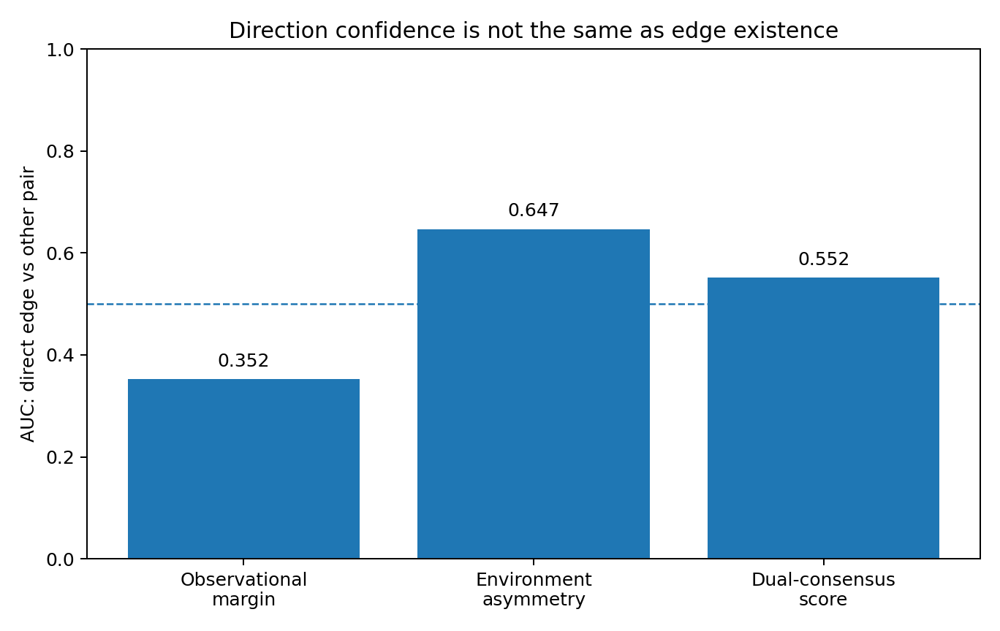 Direction confidence is not the same as edge existence
AUC: direct edge vs other pair
1.0
0.8
0.6
0.4
0.2
0.0
0.352
0.647
0.552
Observational
margin
Environment
asymmetry
Dual-consensus
score